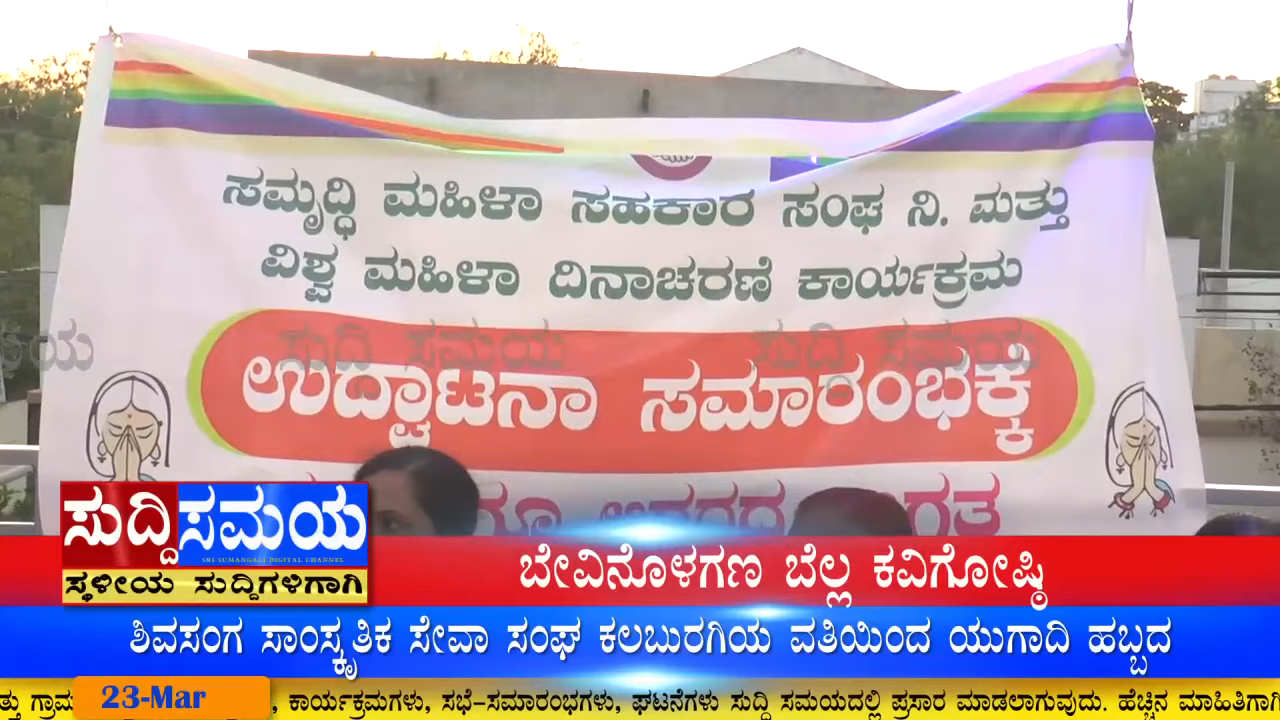 ಸಮೃದ್ಧಿ ಮಹಿಳಾ ಸಹಕಾರ ಸಂಘ ನಿ. ಮತ್ತು
ವಿಶ್ವ ಮಹಿಳಾ ದಿನಾಚರಣೆ ಕಾರ್ಯಕ್ರಮ
ಸುದ್ದಿ ಸಮಯ ಸುದ್ದಿ ಸಮಯ
ಉದ್ಘಾಟನಾ ಸಮಾರಂಭಕ್ಕೆ
ಸುದ್ದಿ ಸಮಯ
SRI SUMANGALI DIGITAL CHANNEL
ಸ್ಥಳೀಯ ಸುದ್ದಿಗಳಿಗಾಗಿ
ಬೇವಿನೊಳಗಣ ಬೆಲ್ಲ ಕವಿಗೋಷ್ಠಿ
ಶಿವಸಂಗ ಸಾಂಸ್ಕೃತಿಕ ಸೇವಾ ಸಂಘ ಕಲಬುರಗಿಯ ವತಿಯಿಂದ ಯುಗಾದಿ ಹಬ್ಬದ
23-Mar
, ಕಾರ್ಯಕ್ರಮಗಳು, ಸಭೆ-ಸಮಾರಂಭಗಳು, ಘಟನೆಗಳು ಸುದ್ದಿ ಸಮಯದಲ್ಲಿ ಪ್ರಸಾರ ಮಾಡಲಾಗುವುದು. ಹೆಚ್ಚಿನ ಮಾಹಿತಿಗಾಗಿ